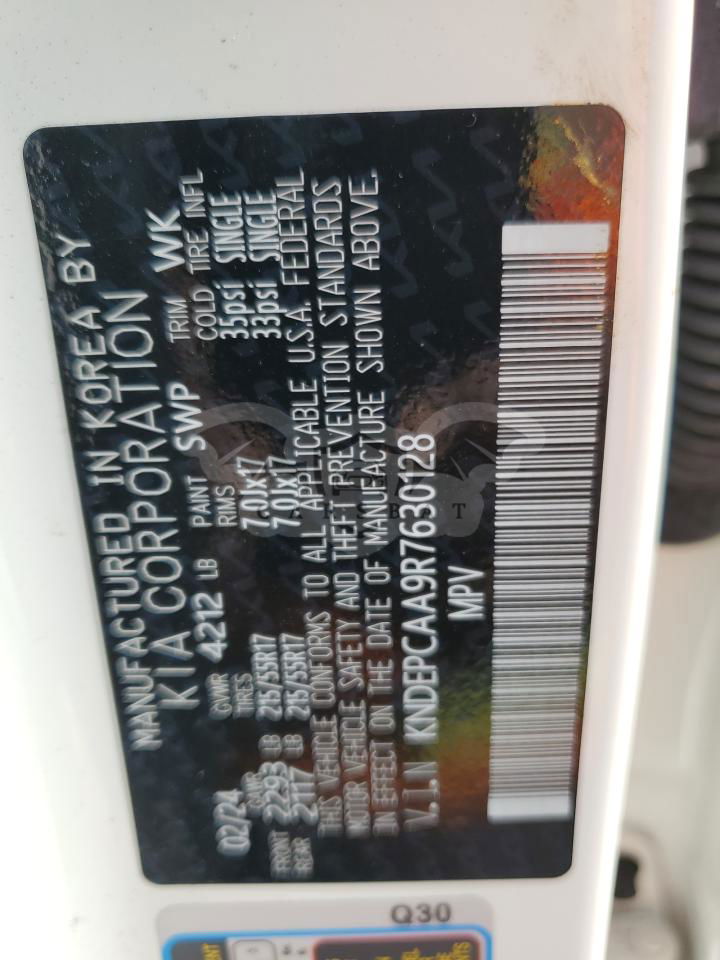 MANUFACTURED IN KOREA BY
KIA CORPORATION
02/24 GVWR 4212 LB PAINT SWP TRIM WK
GAWR TIRES RIMS COLD TIRE INFL
FRONT 2293 LB 215/55R17 7.0Jx17 35psi SINGLE
REAR 2117 LB 215/55R17 7.0Jx17 33psi SINGLE
THIS VEHICLE CONFORMS TO ALL APPLICABLE U.S.A. FEDERAL
MOTOR VEHICLE SAFETY AND THEFT PREVENTION STANDARDS
IN EFFECT ON THE DATE OF MANUFACTURE SHOWN ABOVE.
V.I.N KNDEPCAA9R7630128
MPV
Q30